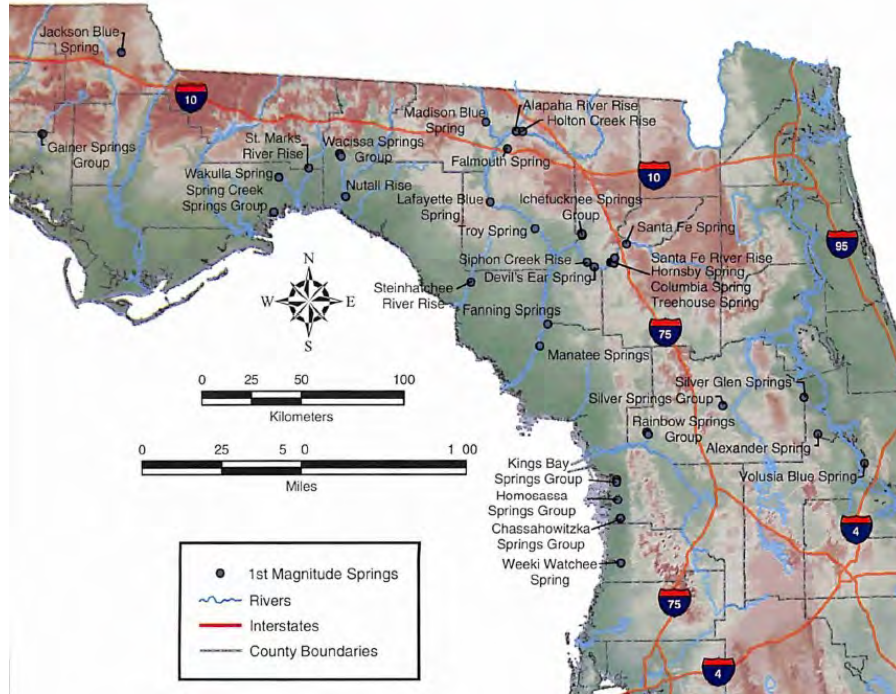 Jackson Blue
Spring
10
Gainer Springs
Group
St. Marks
River Rise
Wacissa Springs
Group
Wakulla Spring
Spring Creek
Springs Group
Nutall Rise
Madison Blue
Spring
Alapaha River Rise
Holton Creek Rise
Falmouth Spring
10
Lafayette Blue
Spring
Ichetucknee Springs
Group
Troy Spring
Santa Fe Spring
95
Siphon Creek Rise
Devil's Ear Spring
Santa Fe River Rise
Hornsby Spring
Columbia Spring
Treehouse Spring
Steinhatchee
River Rise
Fanning Springs
75
Manatee Springs
N
W
E
S
0 25 50 100
Kilometers
0 25 5 0 1 00
Miles
Silver Glen Springs
Silver Springs Group
Rainbow Springs
Group
Alexander Spring
Volusia Blue Spring
Kings Bay
Springs Group
Homosassa
Springs Group
Chassahowitzka
Springs Group
Weeki Watchee
Spring
4
75
4
1st Magnitude Springs
Rivers
Interstates
County Boundaries